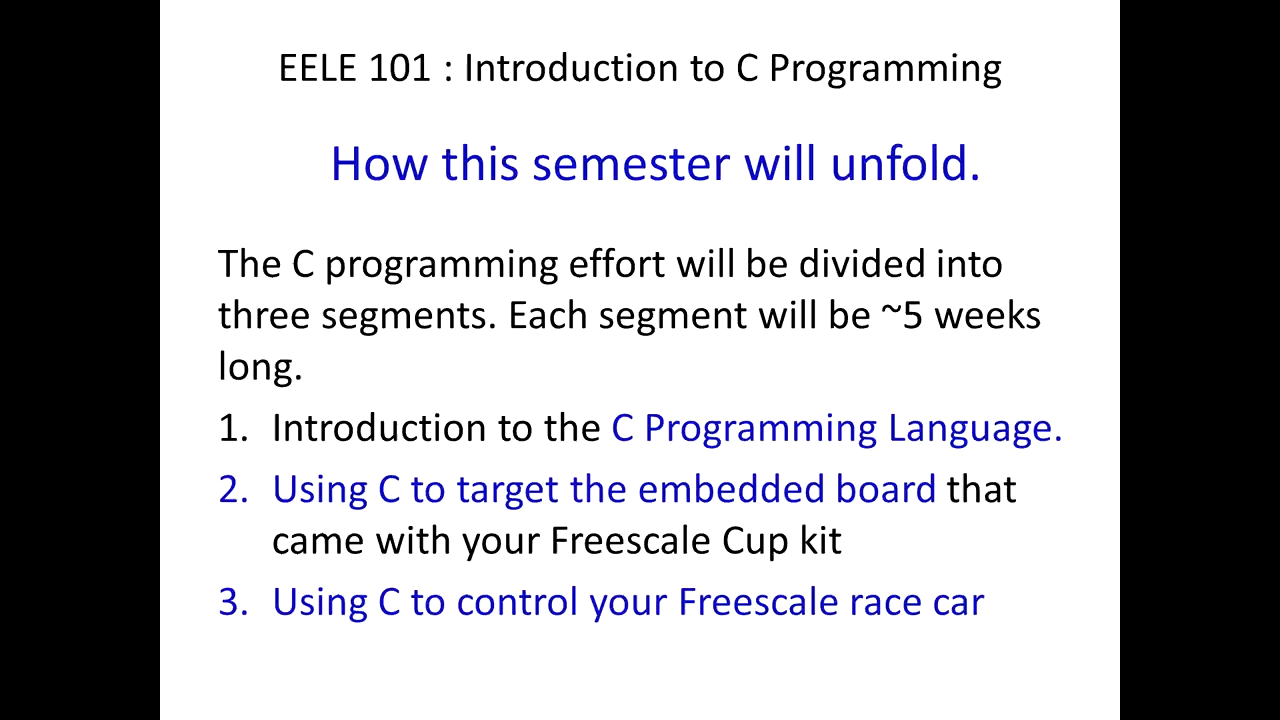 EELE 101 : Introduction to C Programming
How this semester will unfold.
The C programming effort will be divided into
three segments. Each segment will be ~5 weeks
long.
1. Introduction to the C Programming Language.
2. Using C to target the embedded board that
came with your Freescale Cup kit
3. Using C to control your Freescale race car